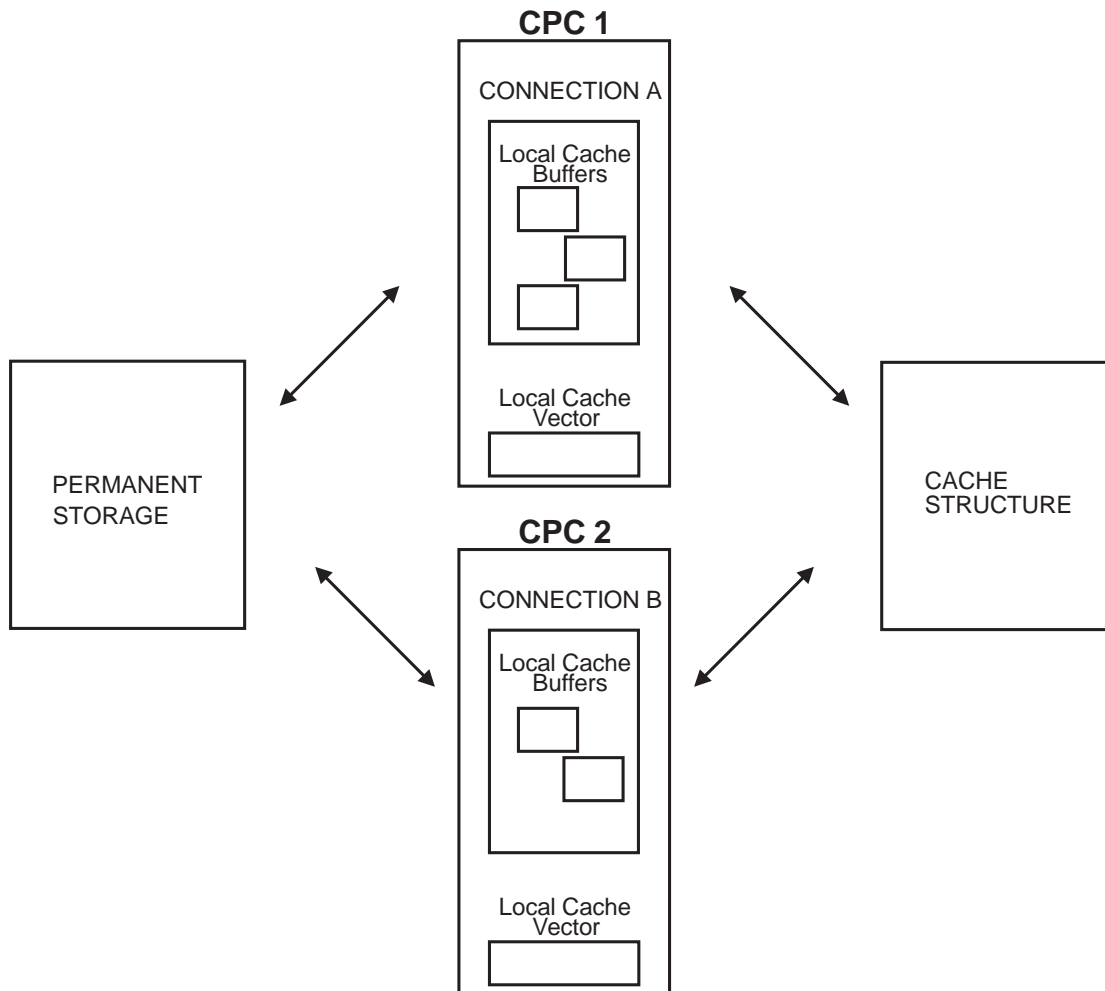 CPC 1
CONNECTION A
Local Cache
Buffers
Local Cache
Vector
PERMANENT
STORAGE
CACHE
STRUCTURE
CPC 2
CONNECTION B
Local Cache
Buffers
Local Cache
Vector